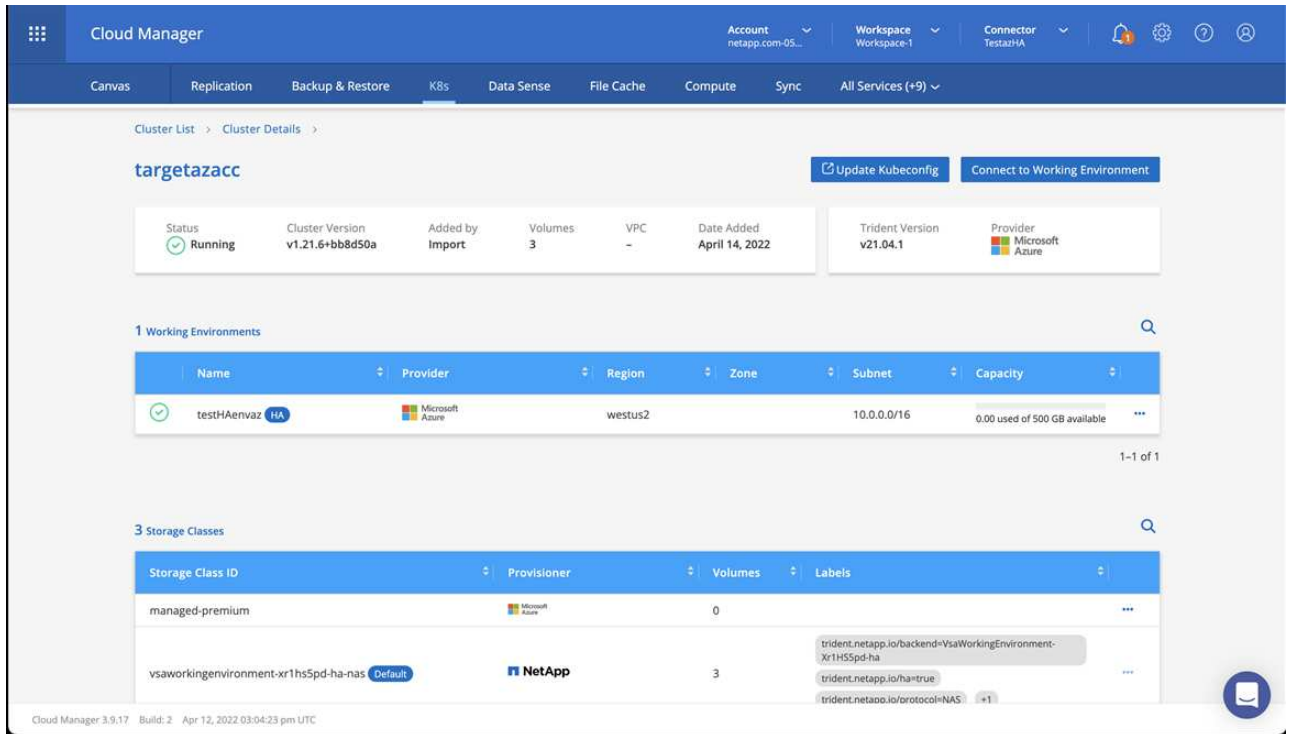 Cloud Manager
Account
netapp.com-05...
Workspace
Workspace-1
Connector
TestazHA
1
Canvas Replication Backup & Restore K8s Data Sense File Cache Compute Sync All Services (+9)
Cluster List > Cluster Details >
targetazacc
Update Kubeconfig
Connect to Working Environment
Status Cluster Version Added by Volumes VPC Date Added Trident Version Provider
Running v1.21.6+bb8d50a Import 3 – April 14, 2022 v21.04.1 Microsoft Azure
1 Working Environments
Name Provider Region Zone Subnet Capacity
testHAenvaz HA Microsoft Azure westus2 10.0.0.0/16 0.00 used of 500 GB available
1–1 of 1
3 Storage Classes
Storage Class ID Provisioner Volumes Labels
managed-premium Microsoft Azure 0
trident.netapp.io/backend=VsaWorkingEnvironment-
Xr1HS5pd-ha
vsaworkingenvironment-xr1hs5pd-ha-nas Default NetApp 3
trident.netapp.io/ha=true
trident.netapp.io/protocol=NAS +1
Cloud Manager 3.9.17 Build: 2 Apr 12, 2022 03:04:23 pm UTC